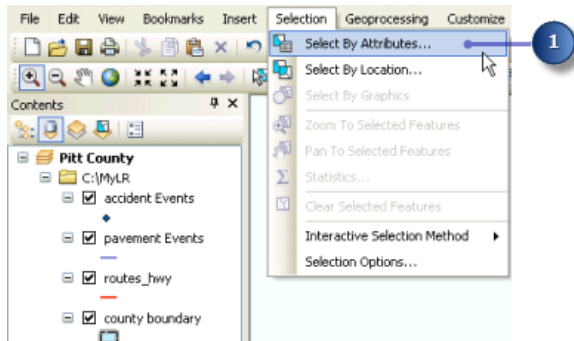 File Edit View Bookmarks Insert Selection Geoprocessing Customize
Select By Attributes...
1
Select By Location...
Select By Graphics
Zoom To Selected Features
Pan To Selected Features
Statistics...
Clear Selected Features
Interactive Selection Method
Selection Options...
Contents
Pitt County
C:\MyLR
accident Events
pavement Events
routes_hwy
county boundary